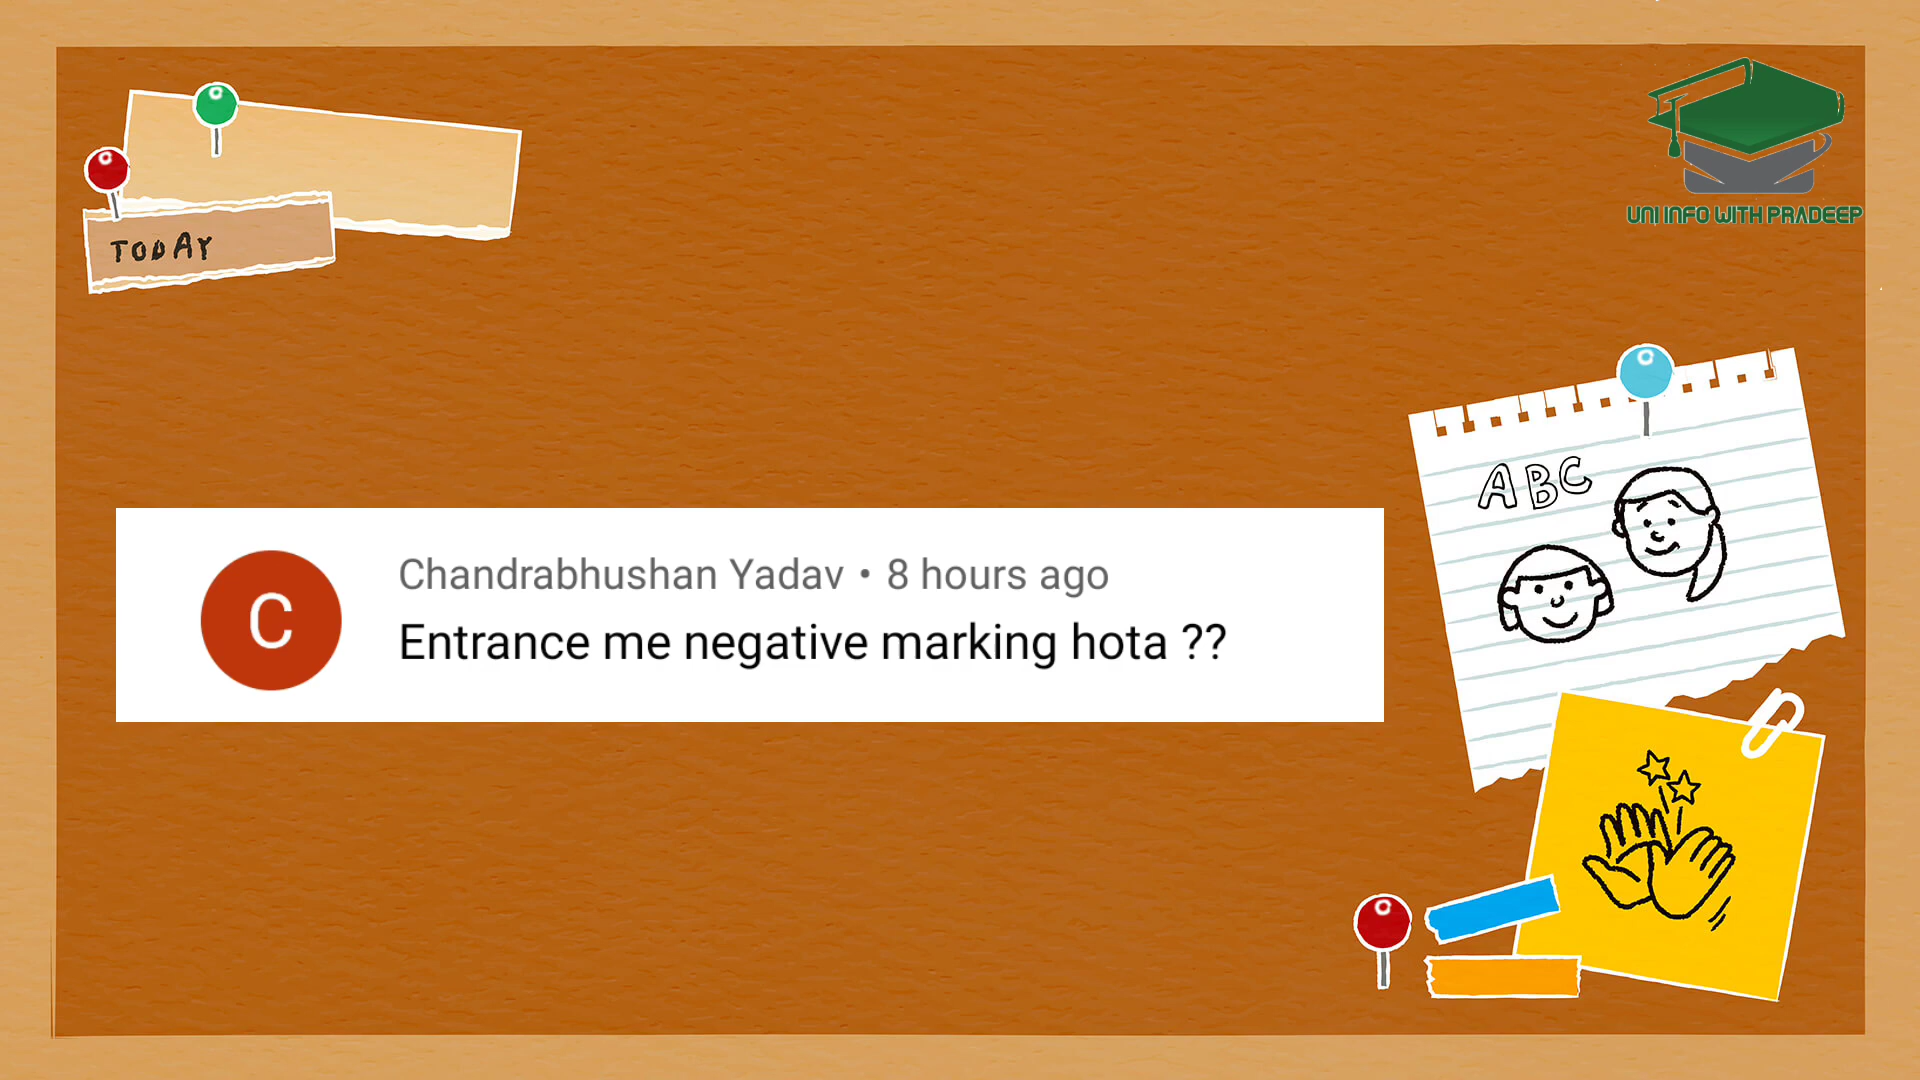 TODAY
UNI INFO WITH PRADEEP
ABC
C
Chandrabhushan Yadav • 8 hours ago
Entrance me negative marking hota ??